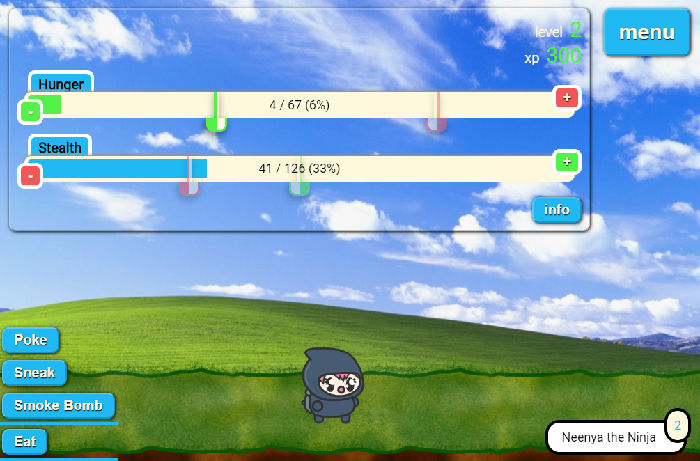 level 2
menu
xp 300
Hunger
- 4 / 67 (6%) +
Stealth
- 41 / 126 (33%) +
info
Poke
Sneak
Smoke Bomb
Eat
2
Neenya the Ninja